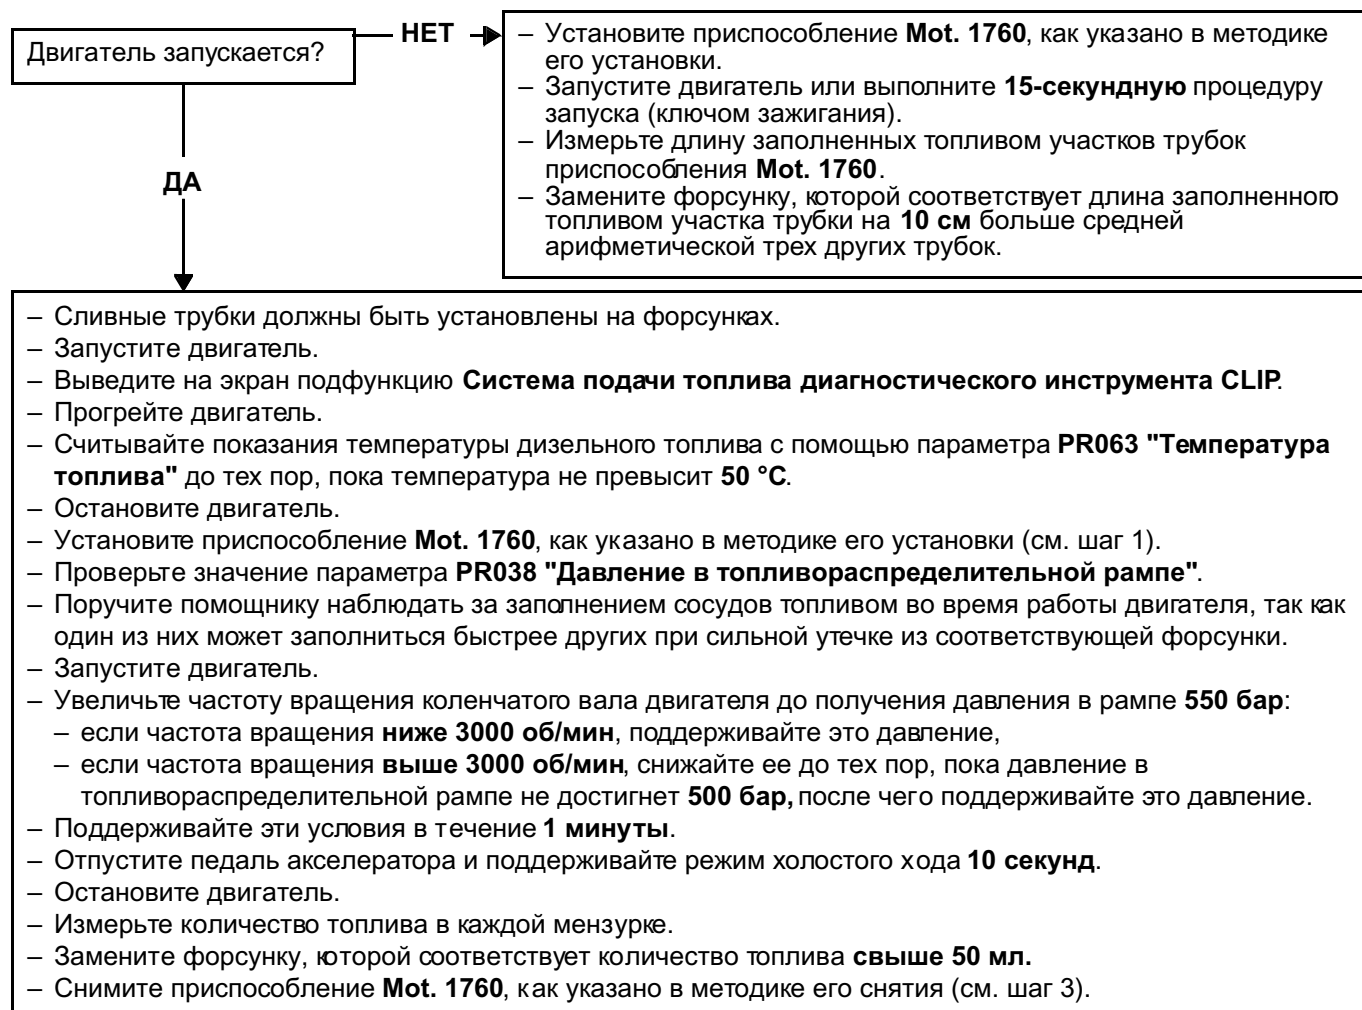 Двигатель запускается?
НЕТ
– Установите приспособление Mot. 1760, как указано в методике
его установки.
– Запустите двигатель или выполните 15-секундную процедуру
запуска (ключом зажигания).
– Измерьте длину заполненных топливом участков трубок
приспособления Mot. 1760.
– Замените форсунку, которой соответствует длина заполненного
топливом участка трубки на 10 см больше средней
арифметической трех других трубок.
ДА
– Сливные трубки должны быть установлены на форсунках.
– Запустите двигатель.
– Выведите на экран подфункцию Система подачи топлива диагностического инструмента CLIP.
– Прогрейте двигатель.
– Считывайте показания температуры дизельного топлива с помощью параметра PR063 "Температура
топлива" до тех пор, пока температура не превысит 50 °C.
– Остановите двигатель.
– Установите приспособление Mot. 1760, как указано в методике его установки (см. шаг 1).
– Проверьте значение параметра PR038 "Давление в топливораспределительной рампе".
– Поручите помощнику наблюдать за заполнением сосудов топливом во время работы двигателя, так как
один из них может заполниться быстрее других при сильной утечке из соответствующей форсунки.
– Запустите двигатель.
– Увеличьте частоту вращения коленчатого вала двигателя до получения давления в рампе 550 бар:
– если частота вращения ниже 3000 об/мин, поддерживайте это давление,
– если частота вращения выше 3000 об/мин, снижайте ее до тех пор, пока давление в
топливораспределительной рампе не достигнет 500 бар, после чего поддерживайте это давление.
– Поддерживайте эти условия в течение 1 минуты.
– Отпустите педаль акселератора и поддерживайте режим холостого хода 10 секунд.
– Остановите двигатель.
– Измерьте количество топлива в каждой мензурке.
– Замените форсунку, которой соответствует количество топлива свыше 50 мл.
– Снимите приспособление Mot. 1760, как указано в методике его снятия (см. шаг 3).